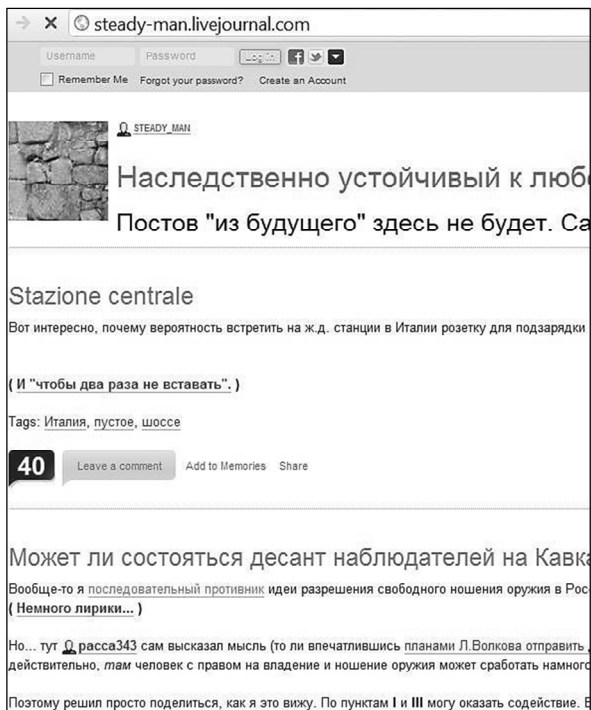 steady-man.livejournal.com
Username Password Log in
Remember Me Forgot your password? Create an Account
STEADY_MAN
Наследственно устойчивый к люб
Постов "из будущего" здесь не будет. Са
Stazione centrale
Вот интересно, почему вероятность встретить на ж.д. станции в Италии розетку для подзарядки
( И "чтобы два раза не вставать". )
Tags: Италия, пустое, шоссе
40 Leave a comment Add to Memories Share
Может ли состояться десант наблюдателей на Кавка
Вообще-то я последовательный противник идеи разрешения свободного ношения оружия в Рос
( Немного лирики... )
Но... тут расса343 сам высказал мысль (то ли впечатлившись планами Л.Волкова отправить
действительно, там человек с правом на владение и ношение оружия может сработать намног
Поэтому решил просто поделиться, как я это вижу. По пунктам I и III могу оказать содействие.